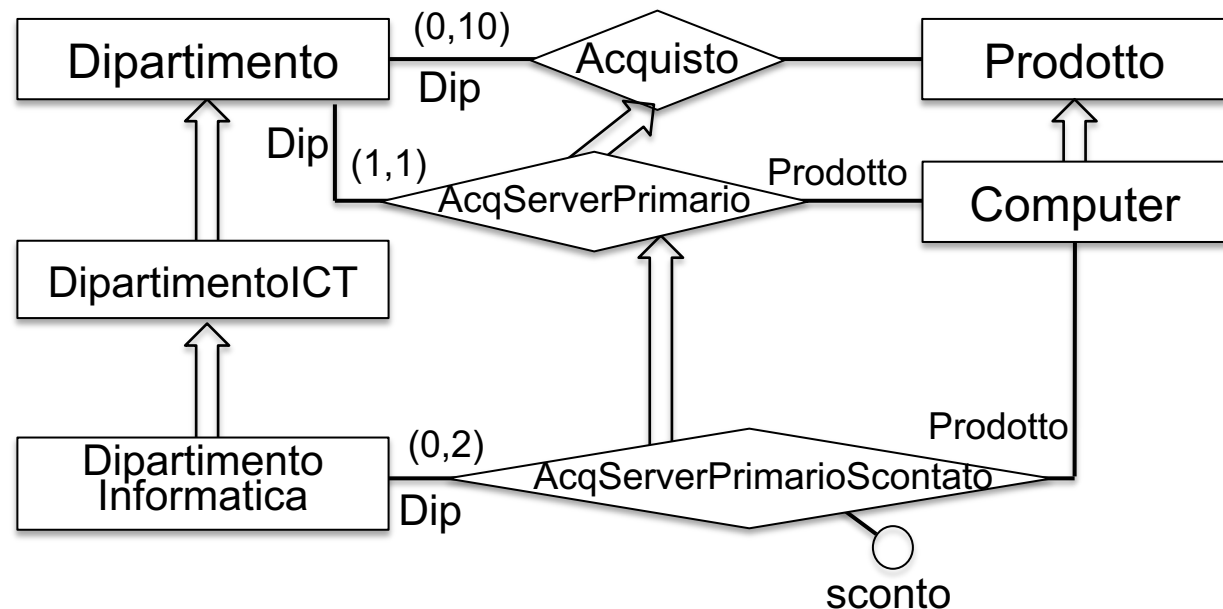 (0,10)
Dipartimento
Acquisto
Prodotto
Dip
Dip
(1,1)
Prodotto
AcqServerPrimario
Computer
DipartimentoICT
(0,2)
Prodotto
Dipartimento
Informatica
AcqServerPrimarioScontato
Dip
sconto